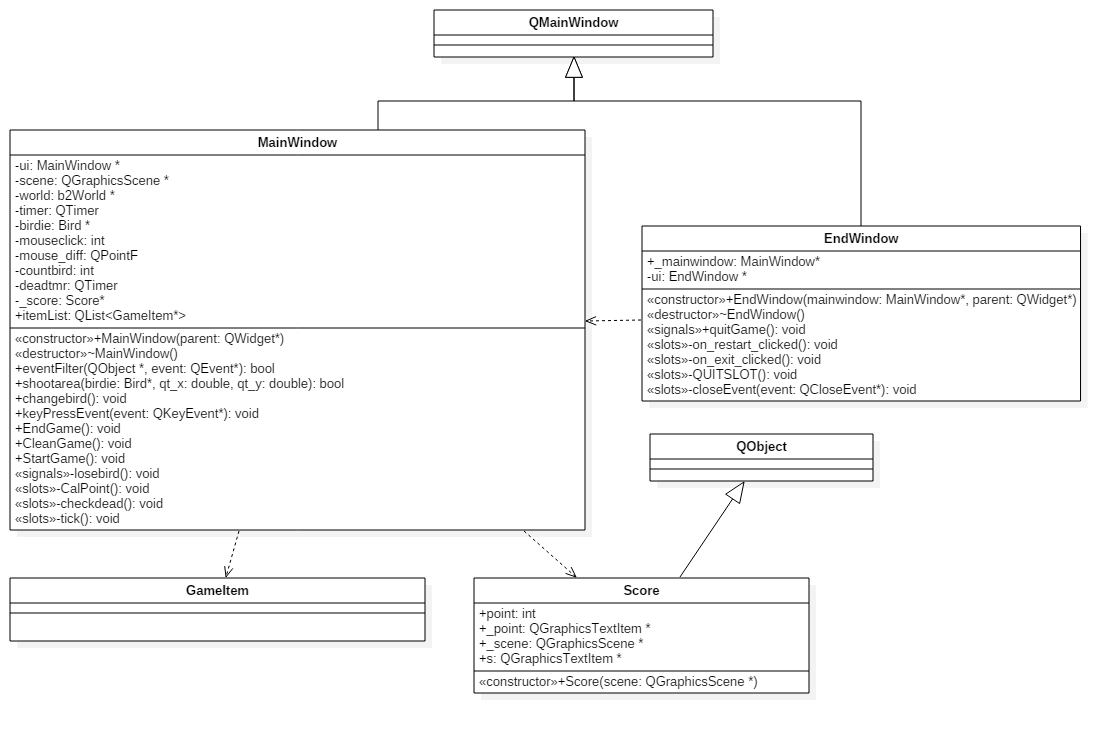 QMainWindow
MainWindow
-ui: MainWindow *
-scene: QGraphicsScene *
-world: b2World *
-timer: QTimer
-birdie: Bird *
-mouseclick: int
-mouse_diff: QPointF
-countbird: int
-deadtmr: QTimer
-_score: Score*
+itemList: QList<GameItem*>
«constructor»+MainWindow(parent: QWidget*)
«destructor»~MainWindow()
+eventFilter(QObject *, event: QEvent*): bool
+shootarea(birdie: Bird*, qt_x: double, qt_y: double): bool
+changebird(): void
+keyPressEvent(event: QKeyEvent*): void
+EndGame(): void
+CleanGame(): void
+StartGame(): void
«signals»-losebird(): void
«slots»-CalPoint(): void
«slots»-checkdead(): void
«slots»-tick(): void
EndWindow
+_mainwindow: MainWindow*
-ui: EndWindow *
«constructor»+EndWindow(mainwindow: MainWindow*, parent: QWidget*)
«destructor»~EndWindow()
«signals»+quitGame(): void
«slots»-on_restart_clicked(): void
«slots»-on_exit_clicked(): void
«slots»-QUITSLOT(): void
«slots»-closeEvent(event: QCloseEvent*): void
QObject
GameItem
Score
+point: int
+_point: QGraphicsTextItem *
+_scene: QGraphicsScene *
+s: QGraphicsTextItem *
«constructor»+Score(scene: QGraphicsScene *)